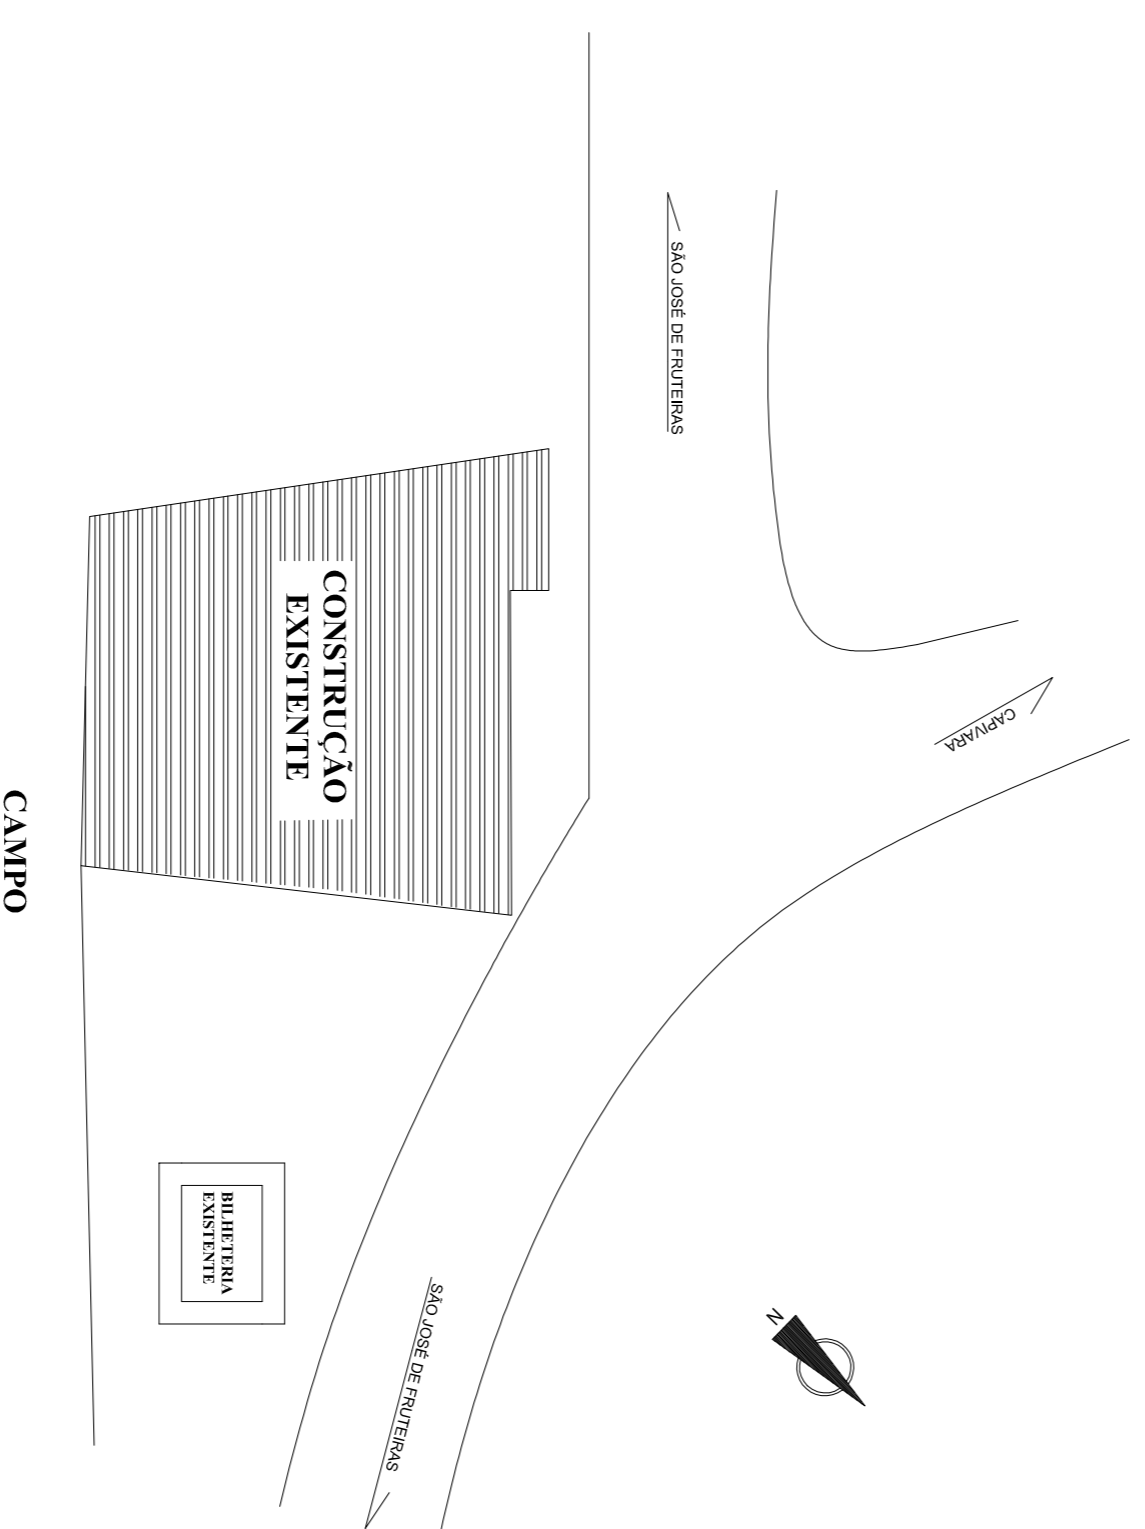 SÃO JOSÉ DE FRUTEIRAS
CAPIVARA
CONSTRUÇÃO
EXISTENTE
CAMPO
BILHETERIA
EXISTENTE
SÃO JOSÉ DE FRUTEIRAS
N